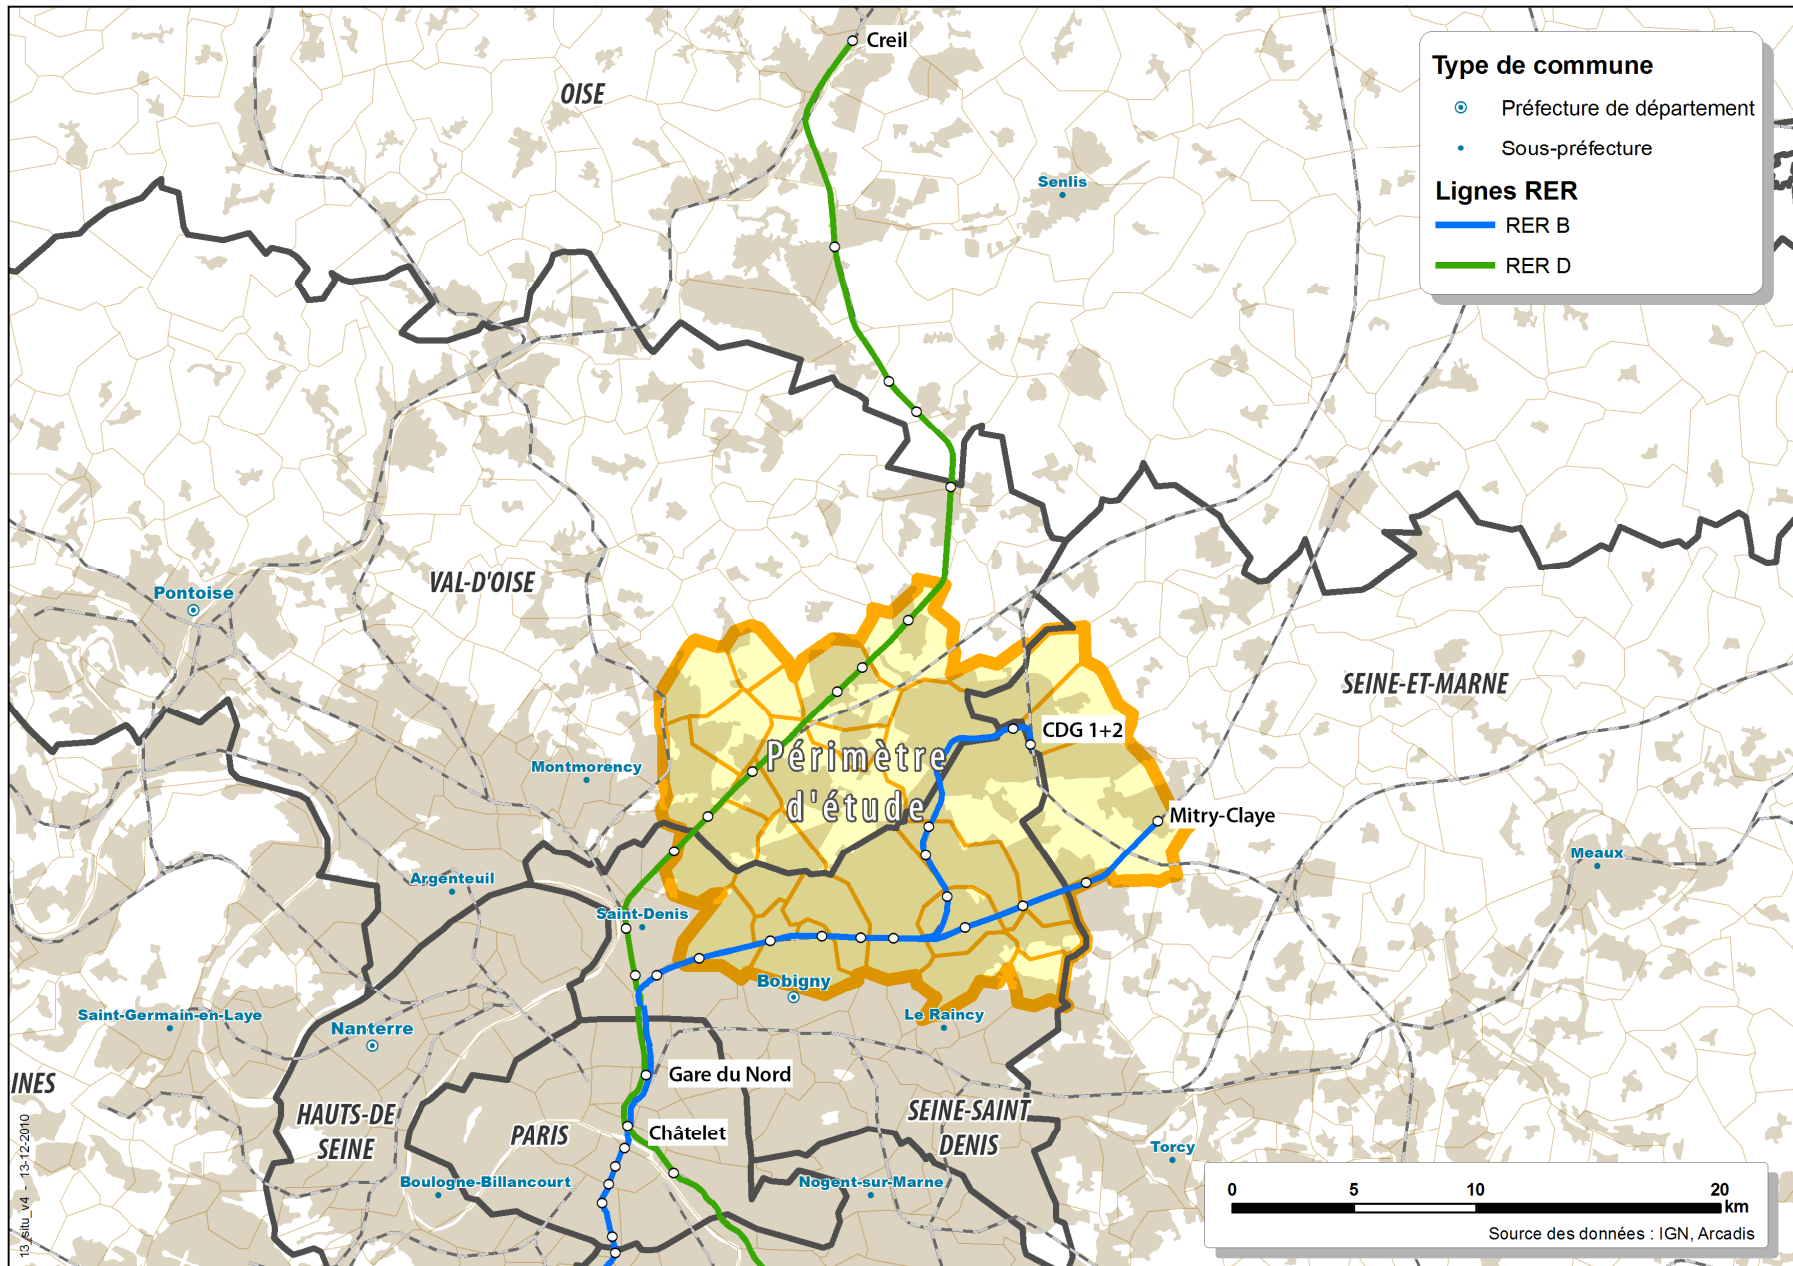 Creil
OISE
Senlis
Type de commune
Préfecture de département
Sous-préfecture
Lignes RER
RER B
RER D
VAL-D'OISE
Pontoise
SEINE-ET-MARNE
CDG 1+2
Périmètre
d'étude
Montmorency
Mitry-Claye
Meaux
Argenteuil
Saint-Denis
Bobigny
Saint-Germain-en-Laye
Nanterre
Le Raincy
Gare du Nord
INES
HAUTS-DE
SEINE
PARIS
Châtelet
SEINE-SAINT
DENIS
Torcy
Boulogne-Billancourt
Nogent-sur-Marne
0 5 10 20
km
Source des données : IGN, Arcadis
13_situ_v4 - 13-12-2010